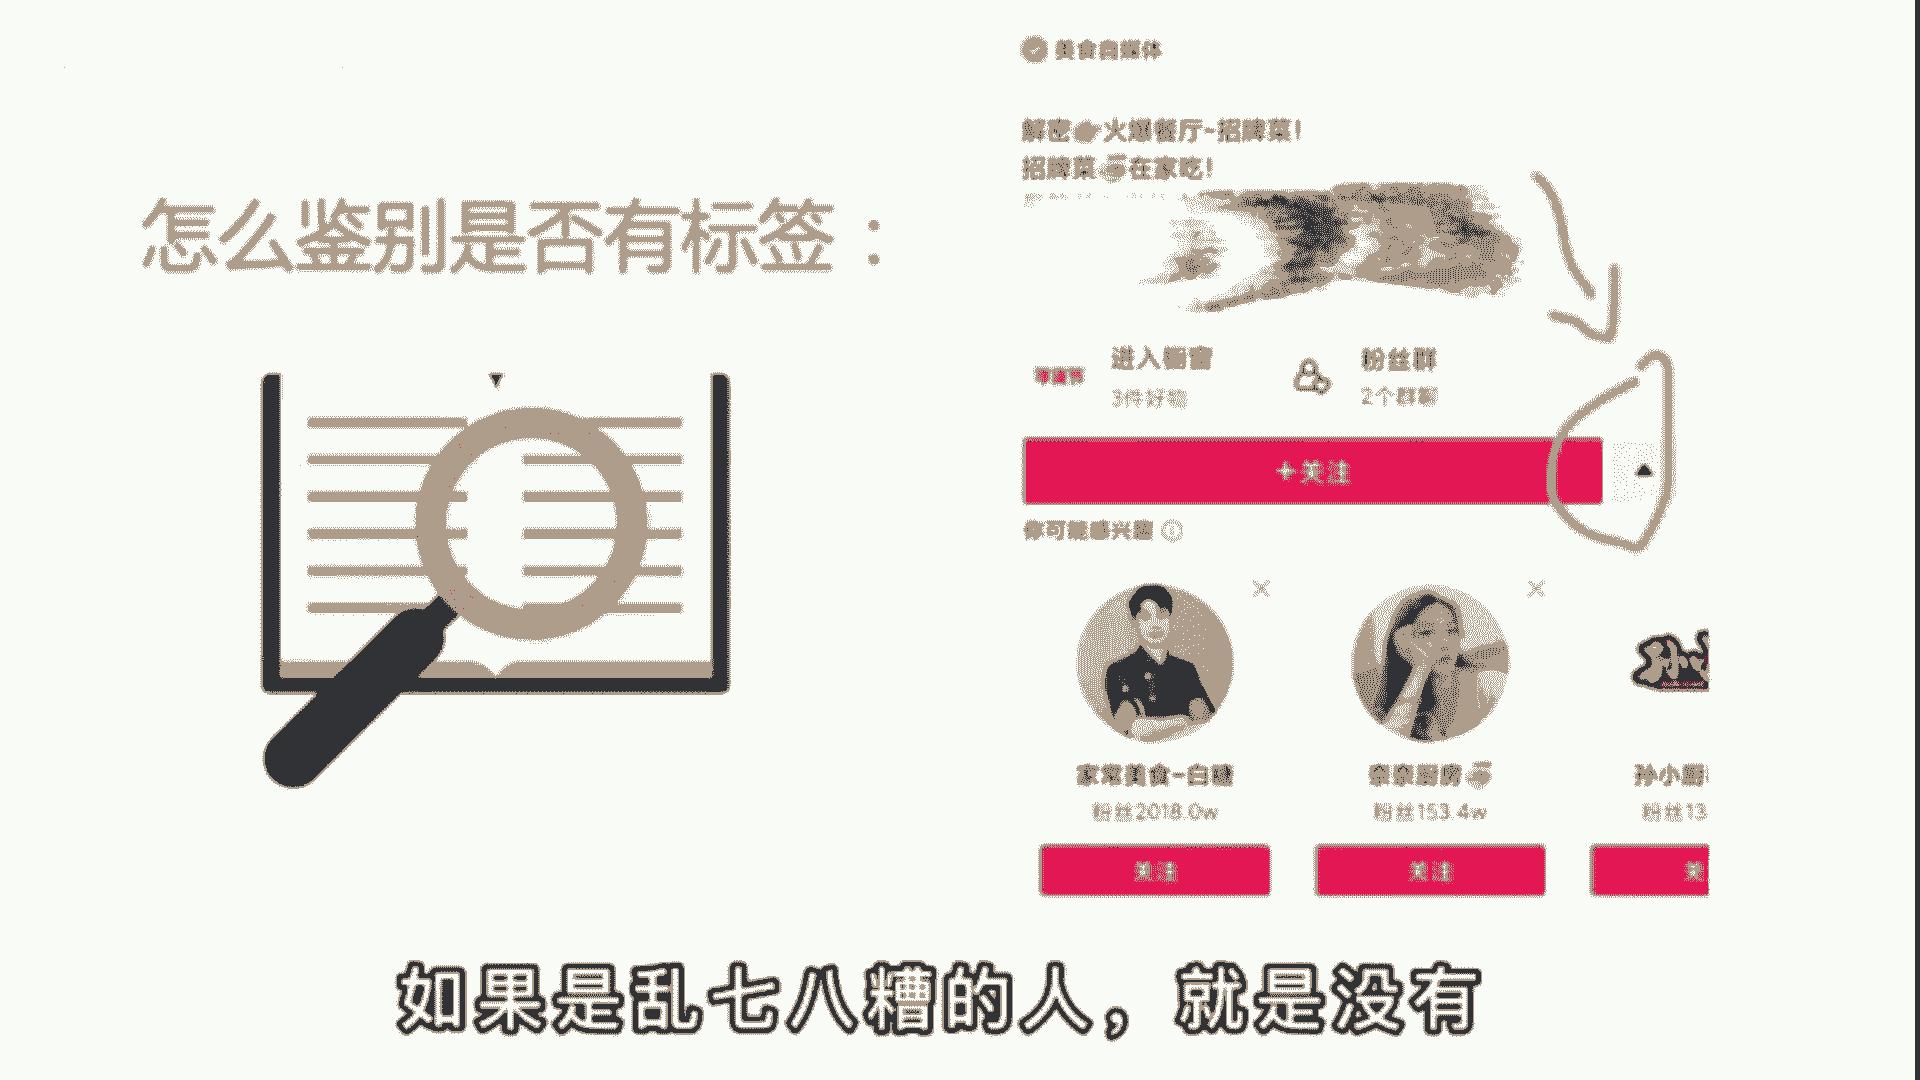 怎么鉴别是否有标签：
美食自媒体
解密👉火爆餐厅-招牌菜！
招牌菜🍜在家吃！
进入橱窗
3件好物
粉丝群
2个群聊
+关注
你可能感兴趣
家常美食-白糖
粉丝2018.0w
关注
厨房
粉丝153.4w
关注
孙小厨
粉丝13
关
如果是乱七八糟的人，就是没有